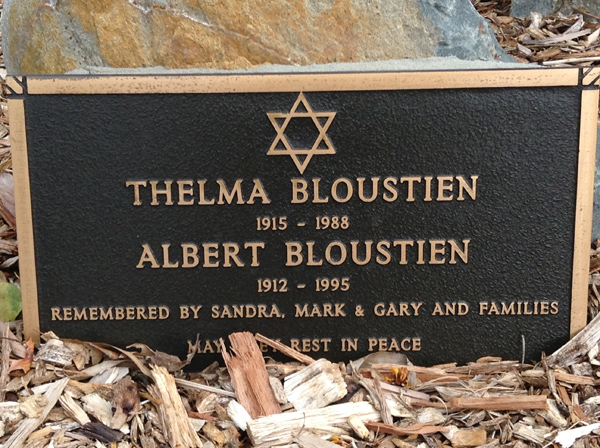 THELMA BLOUSTIEN
1915 - 1988
ALBERT BLOUSTIEN
1912 - 1995
REMEMBERED BY SANDRA, MARK & GARY AND FAMILIES
MAY REST IN PEACE